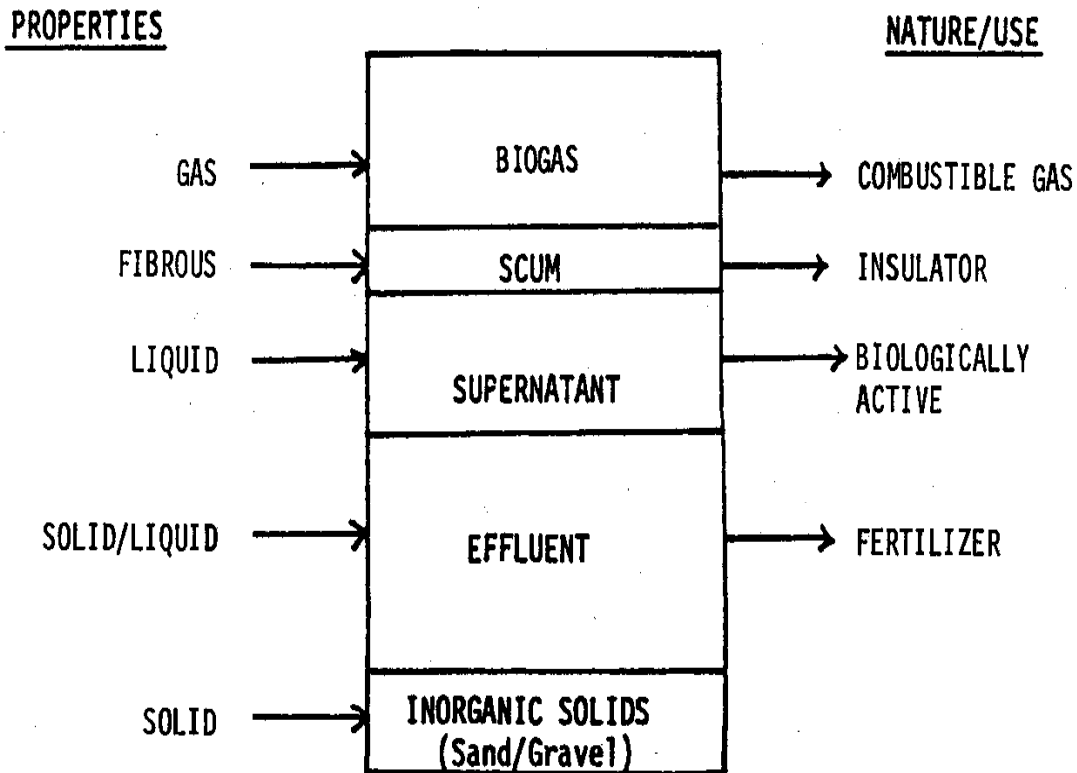 PROPERTIES
NATURE/USE
GAS
BIOGAS
COMBUSTIBLE GAS
FIBROUS
SCUM
INSULATOR
LIQUID
SUPERNATANT
BIOLOGICALLY
ACTIVE
SOLID/LIQUID
EFFLUENT
FERTILIZER
SOLID
INORGANIC SOLIDS
(Sand/Gravel)